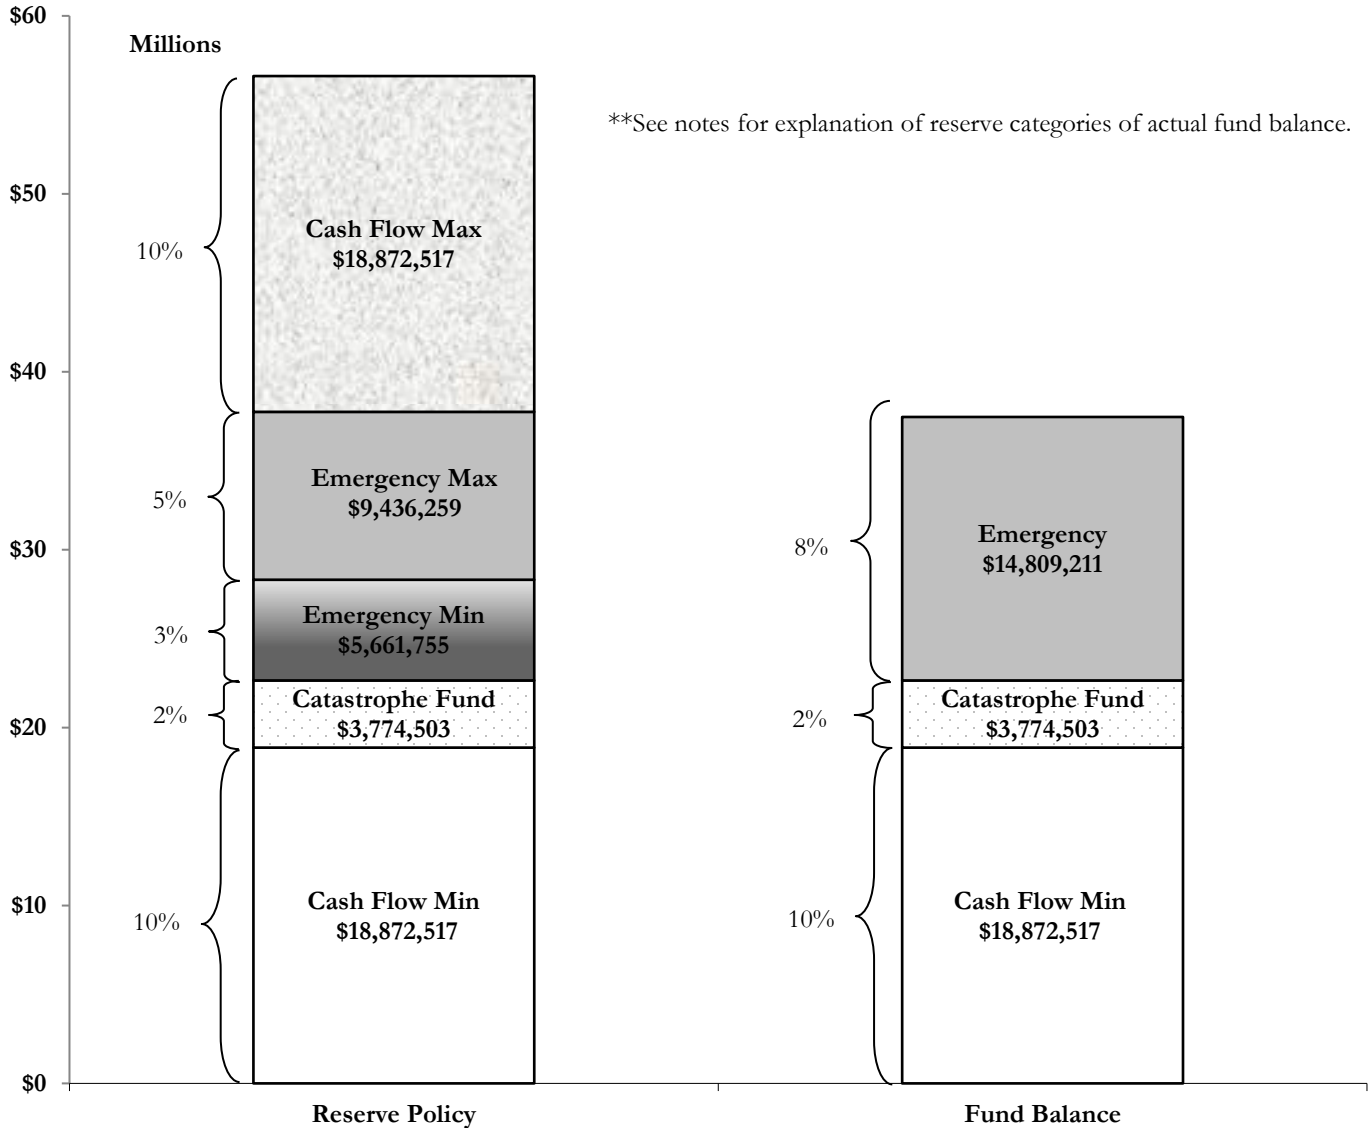 $60
Millions
**See notes for explanation of reserve categories of actual fund balance.
$50
Cash Flow Max
$18,872,517
10%
$40
Emergency Max
$9,436,259
5%
$30
Emergency
$14,809,211
8%
Emergency Min
$5,661,755
3%
Catastrophe Fund
$3,774,503
2%
Catastrophe Fund
$3,774,503
2%
$20
Cash Flow Min
$18,872,517
10%
Cash Flow Min
$18,872,517
10%
$10
$0
Reserve Policy
Fund Balance